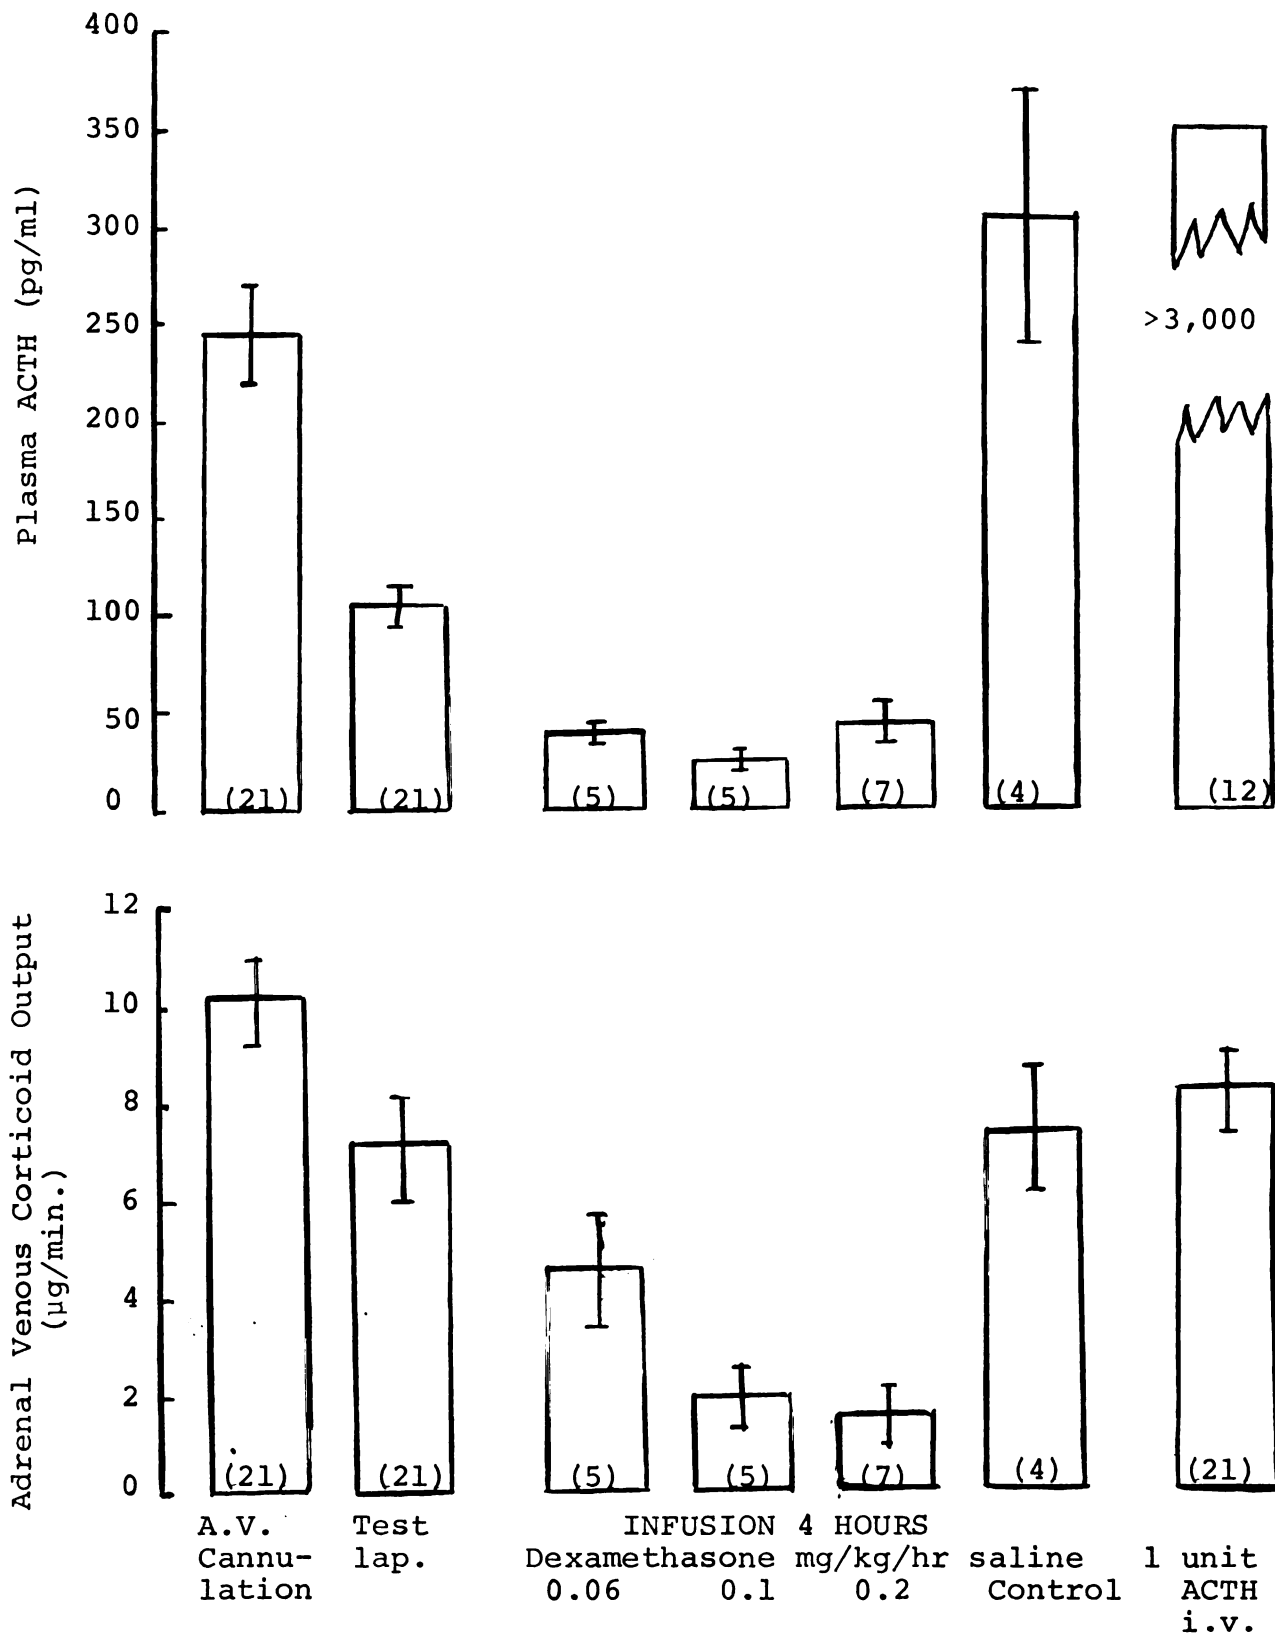 400
350
300
250
200
150
100
50
0
Plasma ACTH (pg/ml)
>3,000
(21)
(21)
(5)
(5)
(7)
(4)
(12)
12
10
8
6
4
2
0
Adrenal Venous Corticoid Output
(µg/min.)
(21)
(21)
(5)
(5)
(7)
(4)
(21)
A.V.
Cannu-
lation
Test
lap.
INFUSION 4 HOURS
Dexamethasone mg/kg/hr
0.06 0.1 0.2
saline
Control
1 unit
ACTH
i.v.